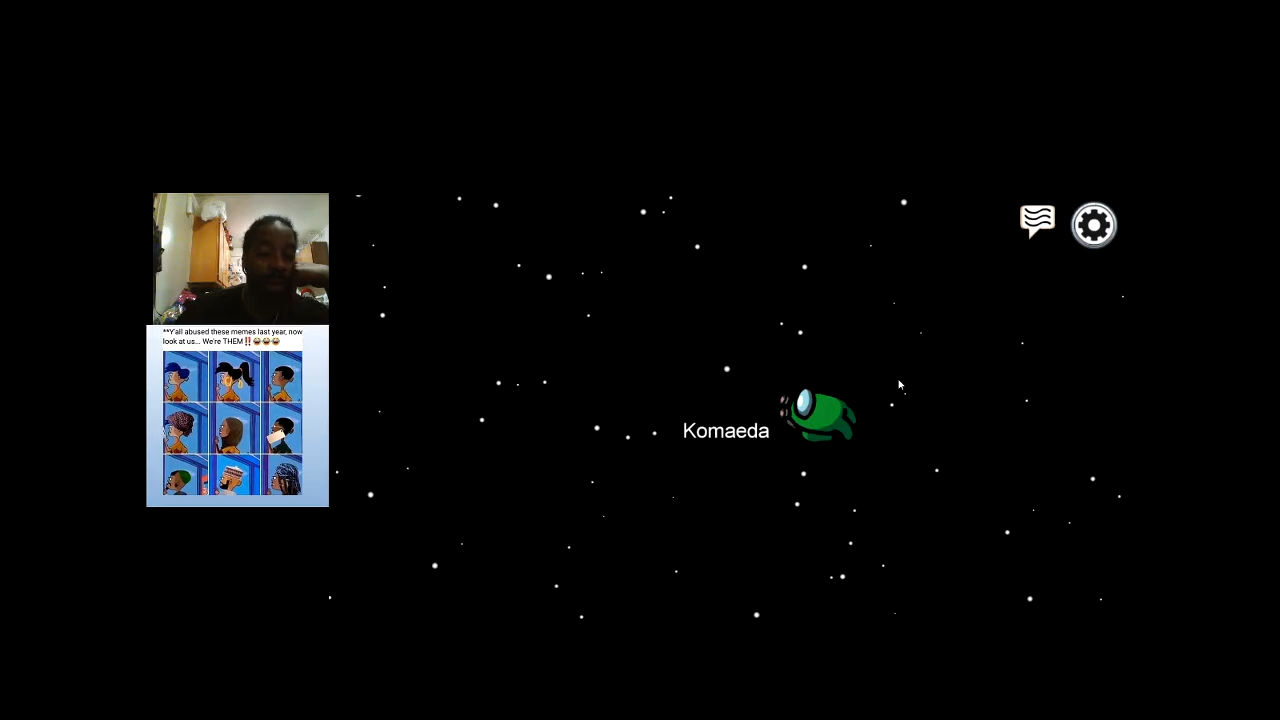 **Y'all abused these memes last year, now
look at us... We're THEM‼️😂😂😂
Komaeda